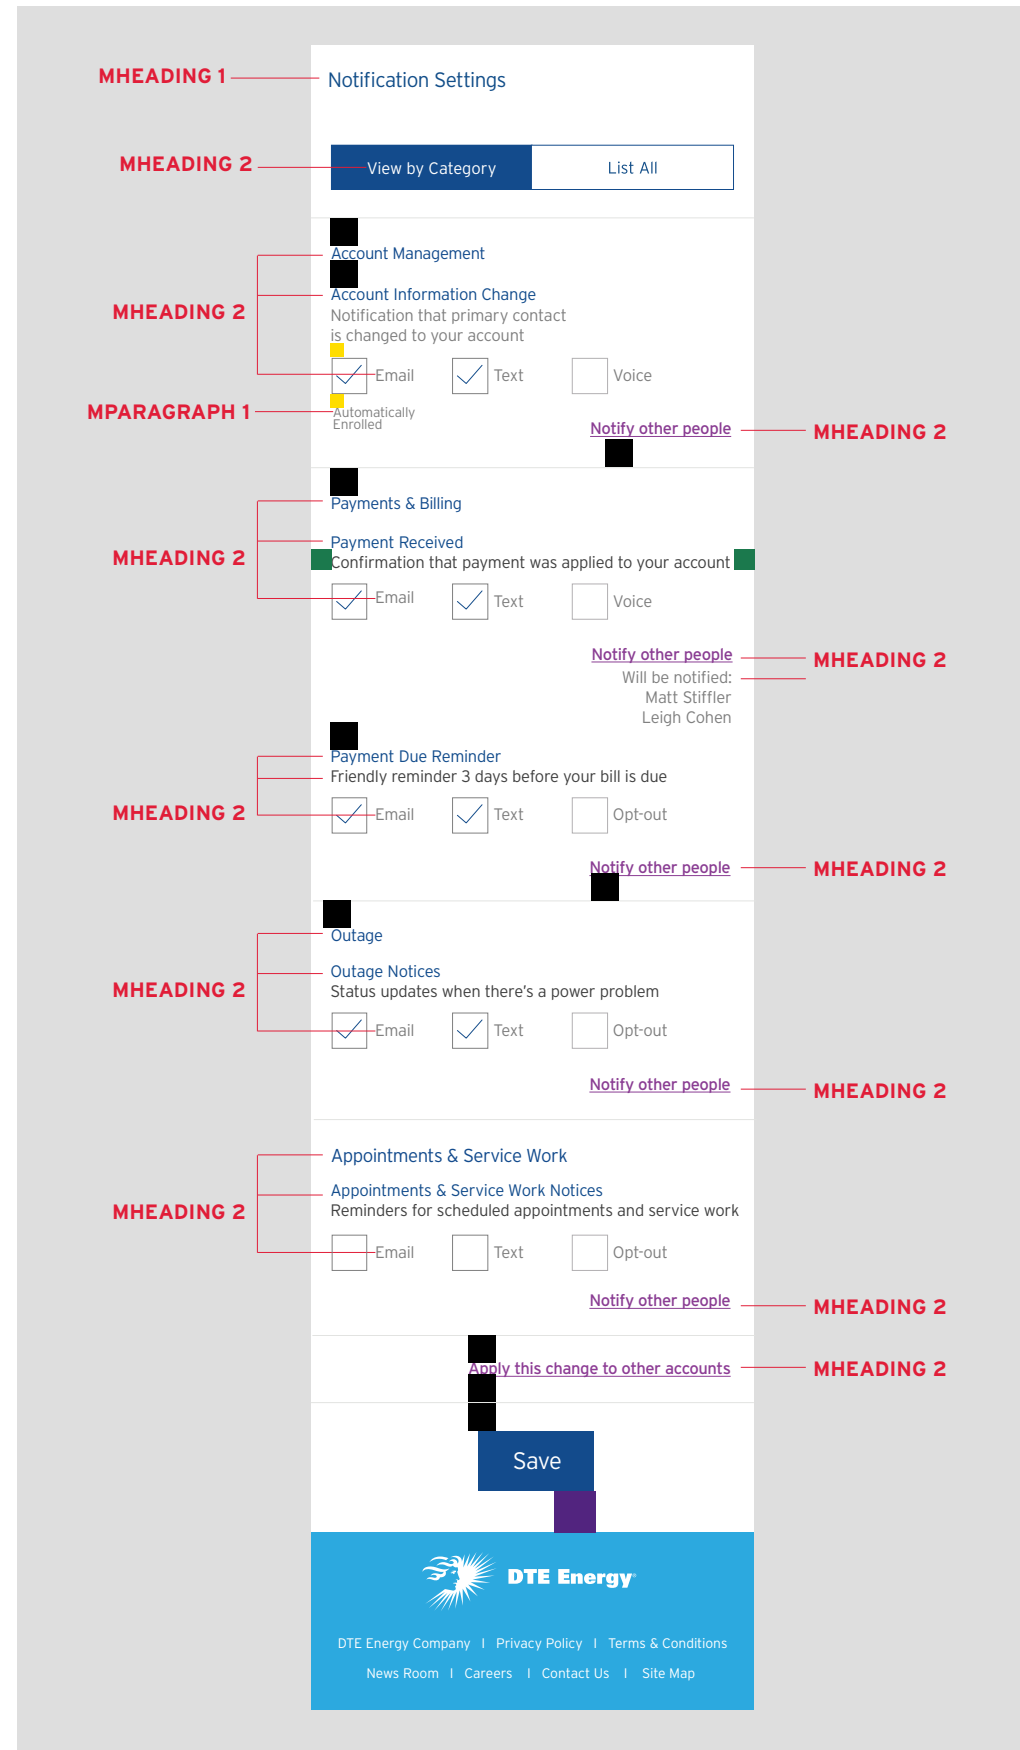 MHEADING 1
Notification Settings
MHEADING 2
View by Category
List All
Account Management
MHEADING 2
Account Information Change
Notification that primary contact
is changed to your account
Email
Text
Voice
MPARAGRAPH 1
Automatically
Enrolled
Notify other people
MHEADING 2
Payments & Billing
MHEADING 2
Payment Received
Confirmation that payment was applied to your account
Email
Text
Voice
Notify other people
MHEADING 2
Will be notified:
Matt Stiffler
Leigh Cohen
Payment Due Reminder
Friendly reminder 3 days before your bill is due
MHEADING 2
Email
Text
Opt-out
Notify other people
MHEADING 2
Outage
MHEADING 2
Outage Notices
Status updates when there's a power problem
Email
Text
Opt-out
Notify other people
MHEADING 2
Appointments & Service Work
MHEADING 2
Appointments & Service Work Notices
Reminders for scheduled appointments and service work
Email
Text
Opt-out
Notify other people
MHEADING 2
Apply this change to other accounts
MHEADING 2
Save
DTE Energy®
DTE Energy Company | Privacy Policy | Terms & Conditions
News Room | Careers | Contact Us | Site Map